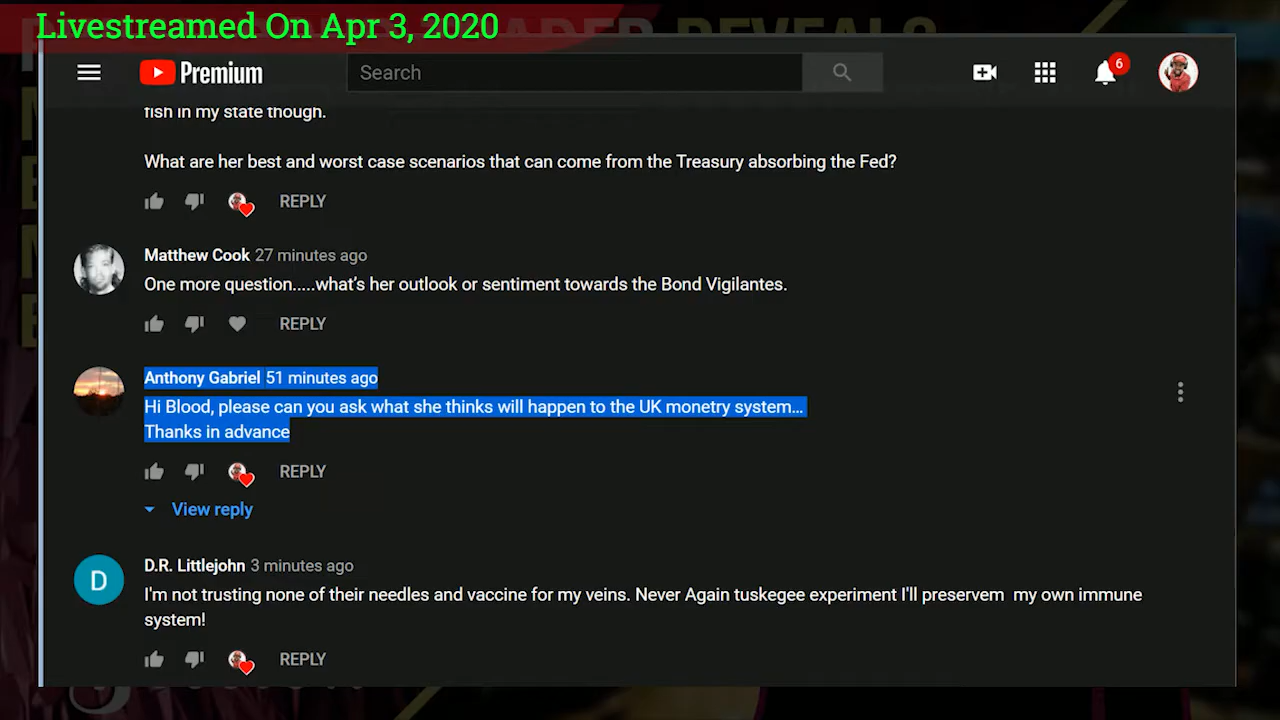 Livestreamed On Apr 3, 2020
Premium
Search
6
fish in my state though.
What are her best and worst case scenarios that can come from the Treasury absorbing the Fed?
REPLY
Matthew Cook 27 minutes ago
One more question.....what's her outlook or sentiment towards the Bond Vigilantes.
REPLY
Anthony Gabriel 51 minutes ago
Hi Blood, please can you ask what she thinks will happen to the UK monetry system...
Thanks in advance
REPLY
View reply
D
D.R. Littlejohn 3 minutes ago
I'm not trusting none of their needles and vaccine for my veins. Never Again tuskegee experiment I'll preservem  my own immune
system!
REPLY